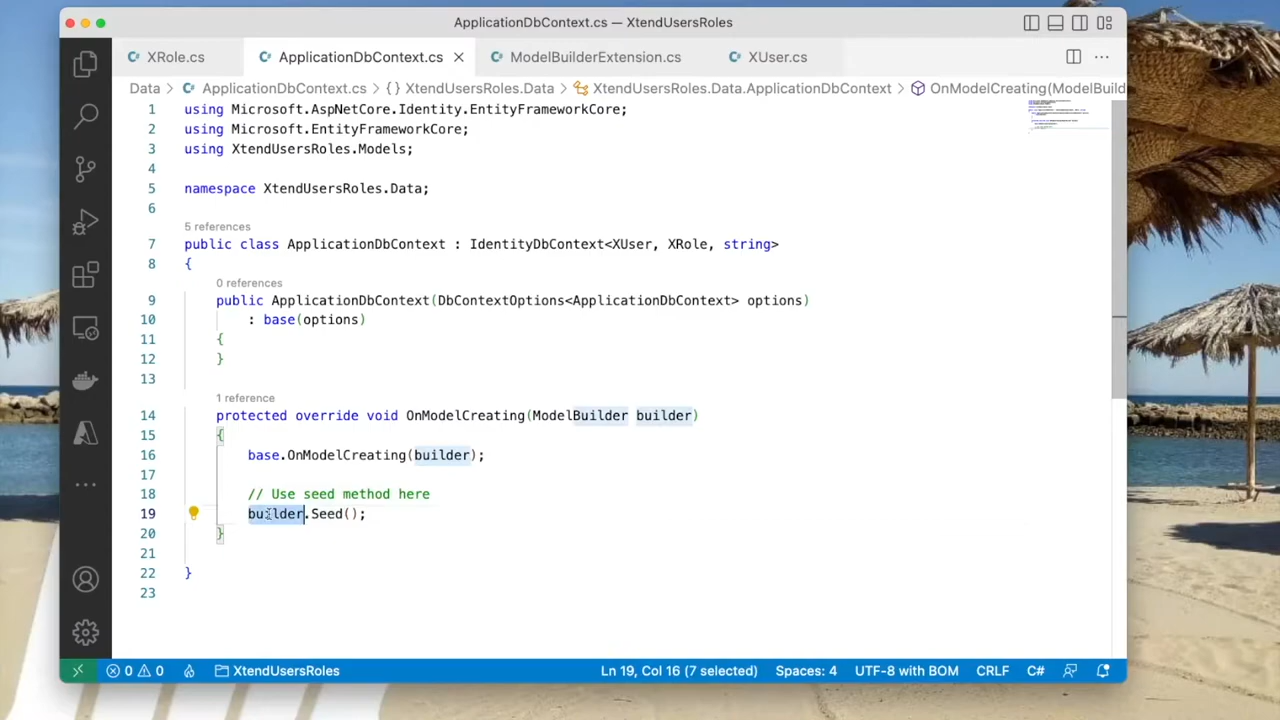 ApplicationDbContext.cs — XtendUsersRoles
XRole.cs
ApplicationDbContext.cs
ModelBuilderExtension.cs
XUser.cs
Data > ApplicationDbContext.cs > {} XtendUsersRoles.Data > XtendUsersRoles.Data.ApplicationDbContext > OnModelCreating(ModelBuild
1 using Microsoft.AspNetCore.Identity.EntityFrameworkCore;
2 using Microsoft.EntityFrameworkCore;
3 using XtendUsersRoles.Models;
4
5 namespace XtendUsersRoles.Data;
6
5 references
7 public class ApplicationDbContext : IdentityDbContext<XUser, XRole, string>
8 {
0 references
9 public ApplicationDbContext(DbContextOptions<ApplicationDbContext> options)
10 : base(options)
11 {
12 }
13
1 reference
14 protected override void OnModelCreating(ModelBuilder builder)
15 {
16 base.OnModelCreating(builder);
17
18 // Use seed method here
19 builder.Seed();
20 }
21
22 }
23
0 0 XtendUsersRoles Ln 19, Col 16 (7 selected) Spaces: 4 UTF-8 with BOM CRLF C#